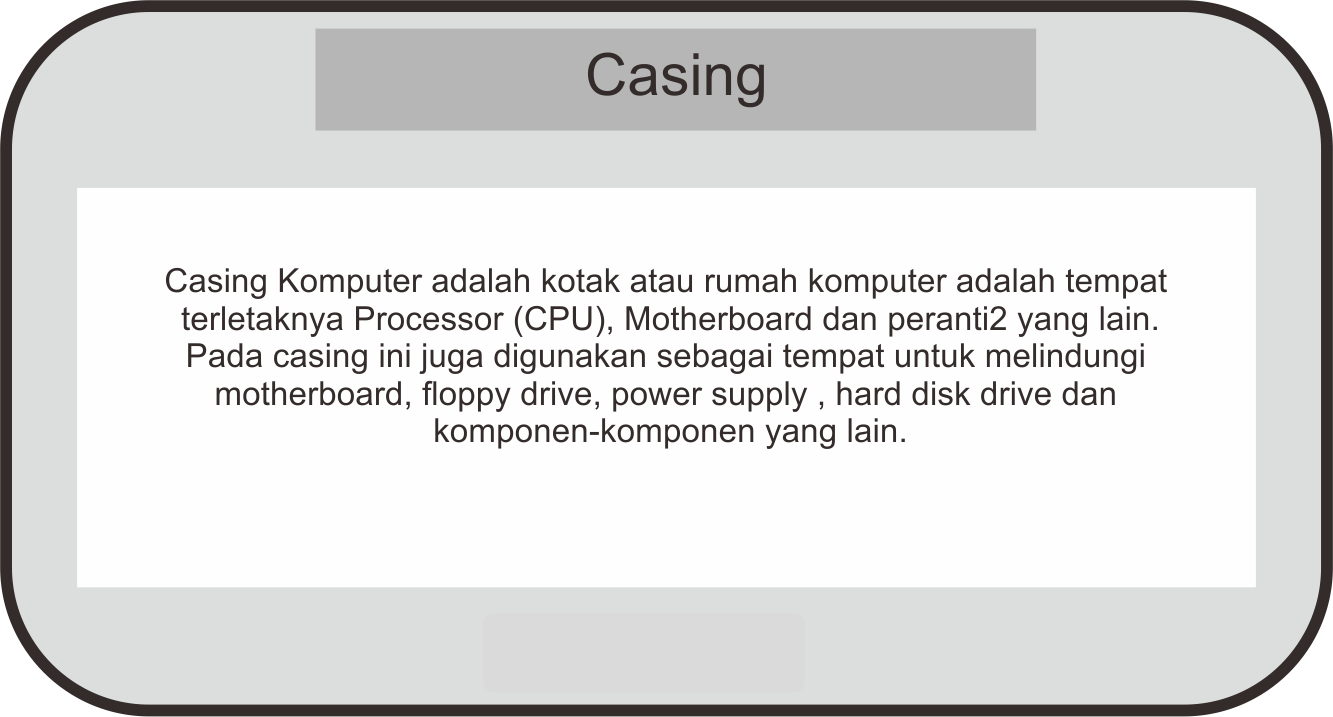 Casing
Casing Komputer adalah kotak atau rumah komputer adalah tempat
terletaknya Processor (CPU), Motherboard dan peranti2 yang lain.
Pada casing ini juga digunakan sebagai tempat untuk melindungi
motherboard, floppy drive, power supply , hard disk drive dan
komponen-komponen yang lain.